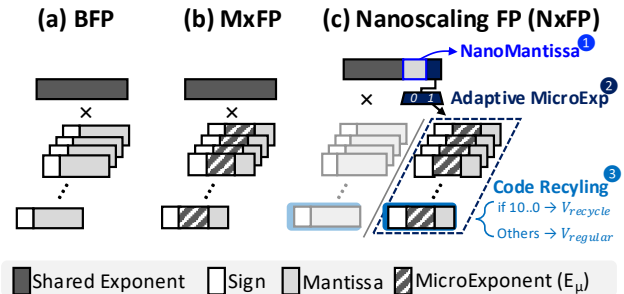 (a) BFP
(b) MxFP
(c) Nanoscaling FP (NxFP)
NanoMantissa 1
×
×
×
0 1
Adaptive MicroExp 2
Code Recyling 3
if 10..0 → V_recycle
Others → V_regular
Shared Exponent
Sign
Mantissa
MicroExponent (E_μ)